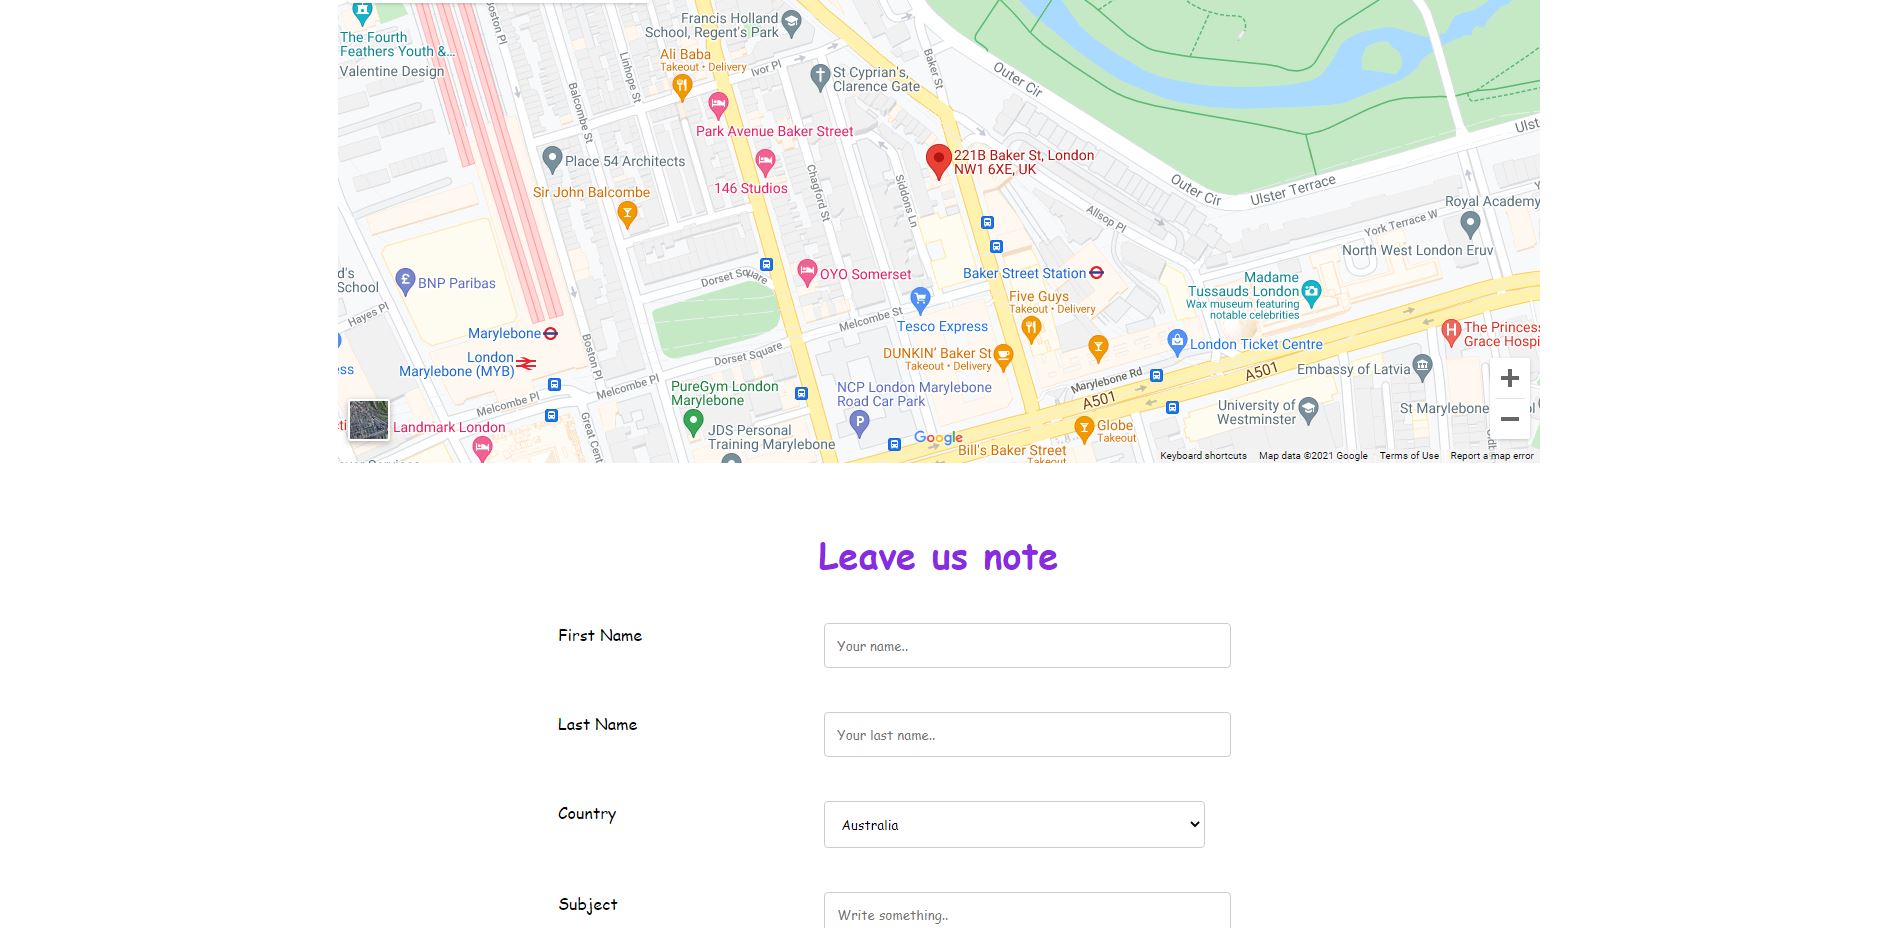 Francis Holland
School, Regent's Park
The Fourth
Feathers Youth &...
Valentine Design
Ali Baba
Takeout • Delivery
Boston Pl
Linhope St
Ivor Pl
Baker St
St Cyprian's,
Clarence Gate
Outer Cir
Balcombe St
Park Avenue Baker Street
Ulst
Place 54 Architects
221B Baker St, London
NW1 6XE, UK
146 Studios
Sir John Balcombe
Chagford St
Siddons Ln
Outer Cir
Ulster Terrace
Allsop Pl
York Terrace W
Royal Academy
North West London Eruv
d's
School
BNP Paribas
Dorset Square
OYO Somerset
Baker Street Station
Madame
Tussauds London
Wax museum featuring
notable celebrities
Five Guys
Takeout • Delivery
Hayes Pl
Melcombe St
Tesco Express
Marylebone
London
Marylebone (MYB)
Boston Pl
Dorset Square
DUNKIN' Baker St
Takeout • Delivery
London Ticket Centre
The Princess
Grace Hospi
ess
Melcombe Pl
PureGym London
Marylebone
NCP London Marylebone
Road Car Park
Marylebone Rd
A501
A501
Embassy of Latvia
Melcombe Pl
Great Cent
University of
Westminster
St Marylebone
ol
Landmark London
JDS Personal
Training Marylebone
Google
Globe
Takeout
Bill's Baker Street
Takeout
Keyboard shortcuts
Map data ©2021 Google
Terms of Use
Report a map error
Leave us note
First Name
Your name..
Last Name
Your last name..
Country
Australia
Subject
Write something..